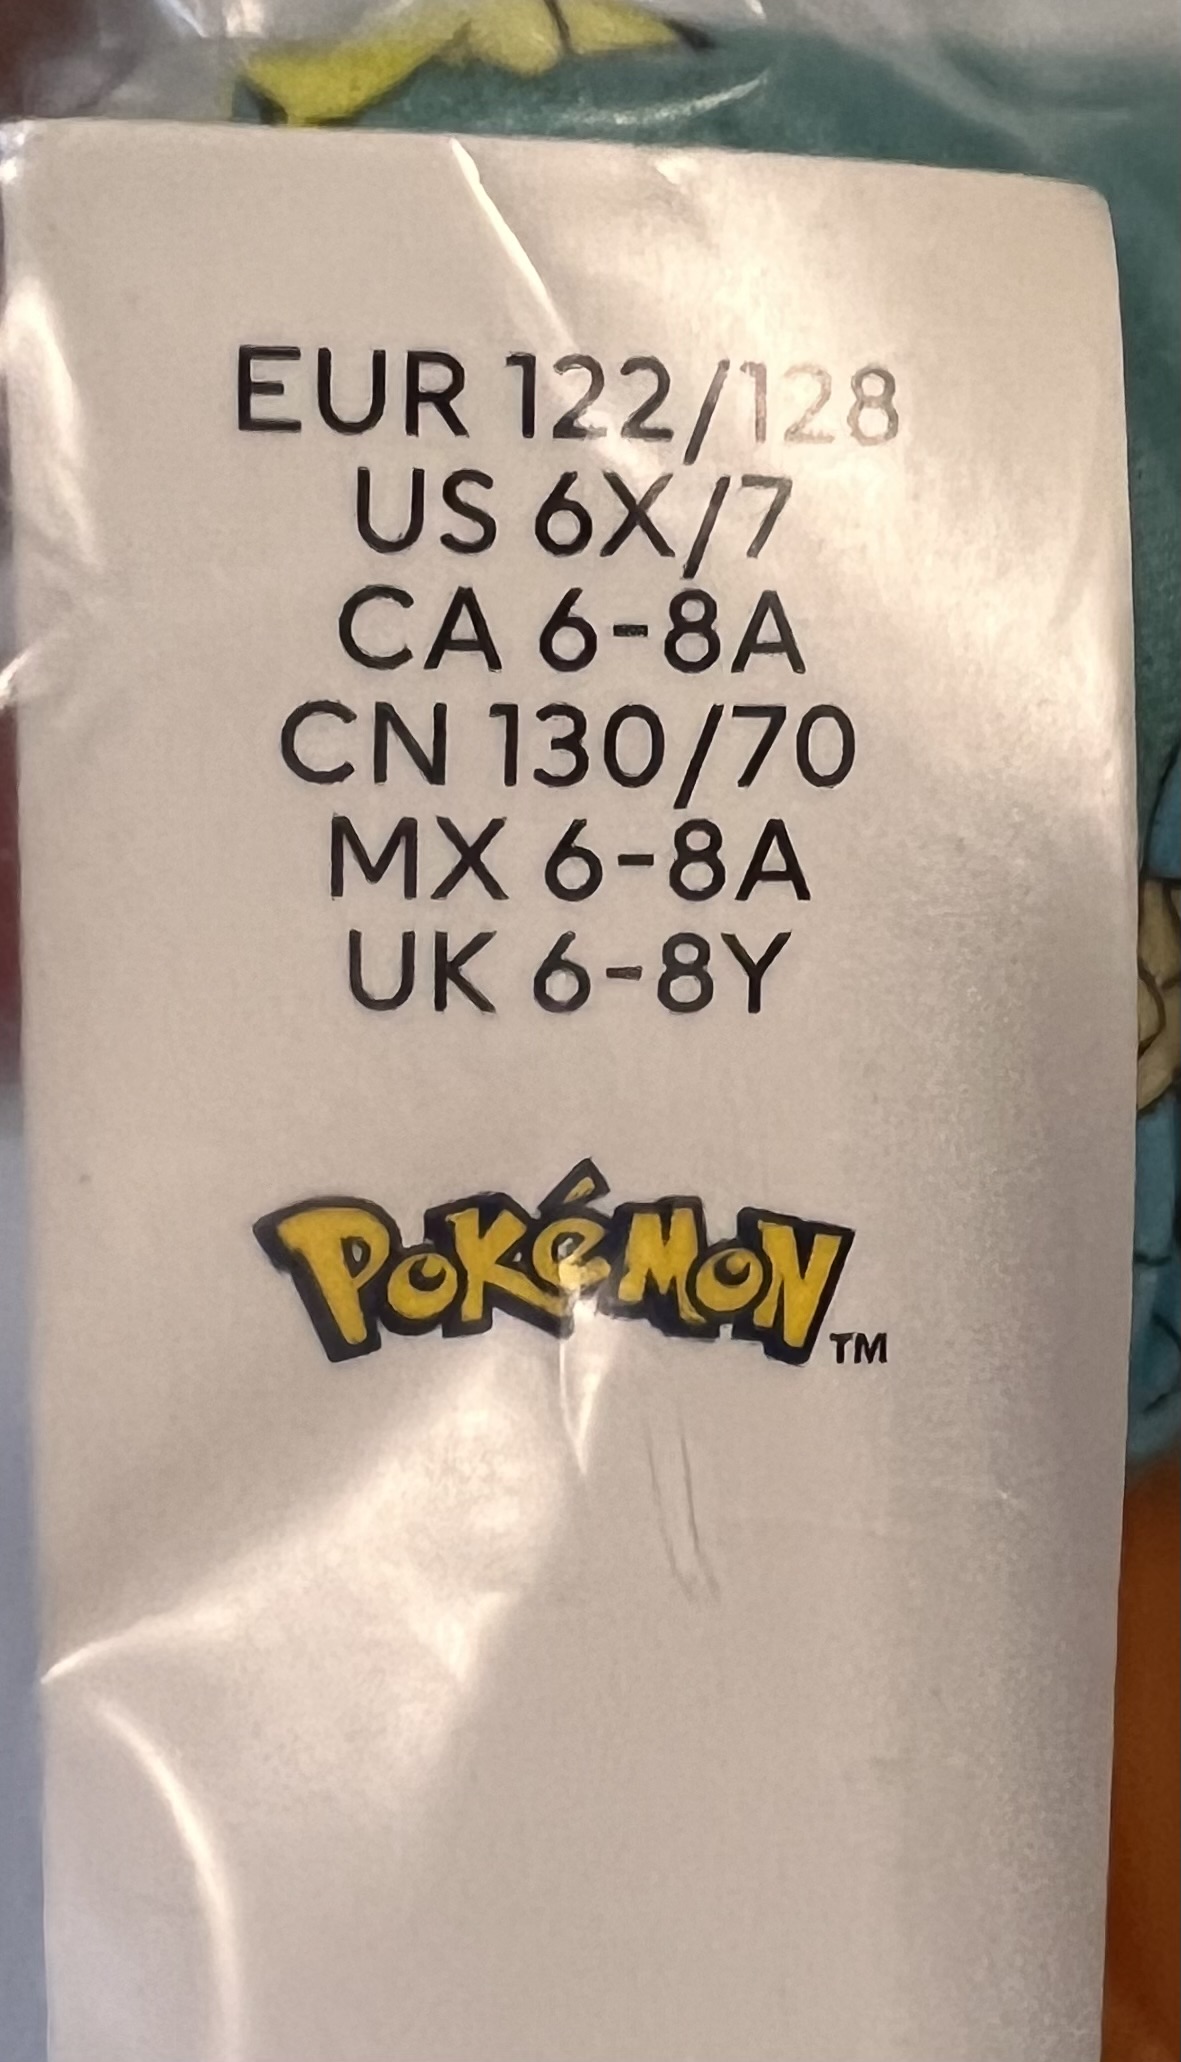 EUR 122/128
US 6X/7
CA 6-8A
CN 130/70
MX 6-8A
UK 6-8Y
POKéMON TM